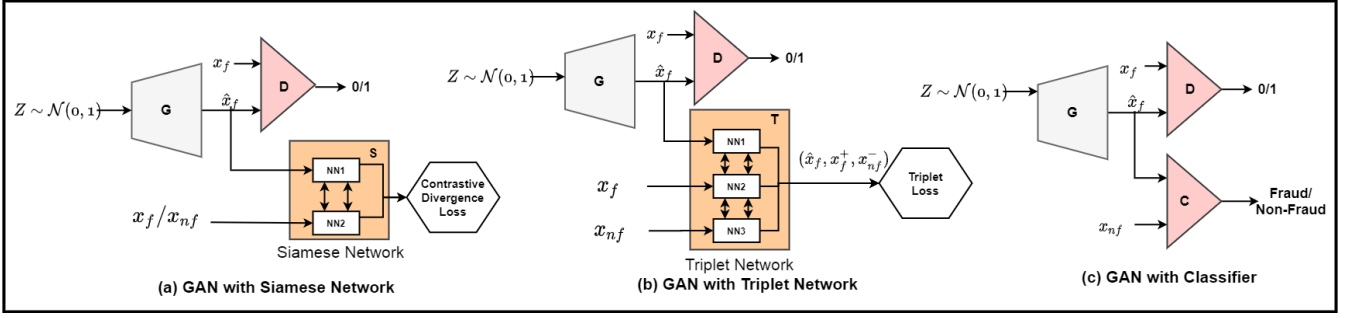 Z ~ 𝒩(0, 1)
G
x_f
x̂_f
D
0/1
S
NN1
NN2
x_f/x_nf
Contrastive
Divergence
Loss
Siamese Network
(a) GAN with Siamese Network
Z ~ 𝒩(0, 1)
G
x_f
x̂_f
D
0/1
T
NN1
NN2
NN3
x_f
x_nf
(x̂_f, x_f^+, x_nf^-)
Triplet
Loss
Triplet Network
(b) GAN with Triplet Network
Z ~ 𝒩(0, 1)
G
x_f
x̂_f
D
0/1
C
x_nf
Fraud/
Non-Fraud
(c) GAN with Classifier